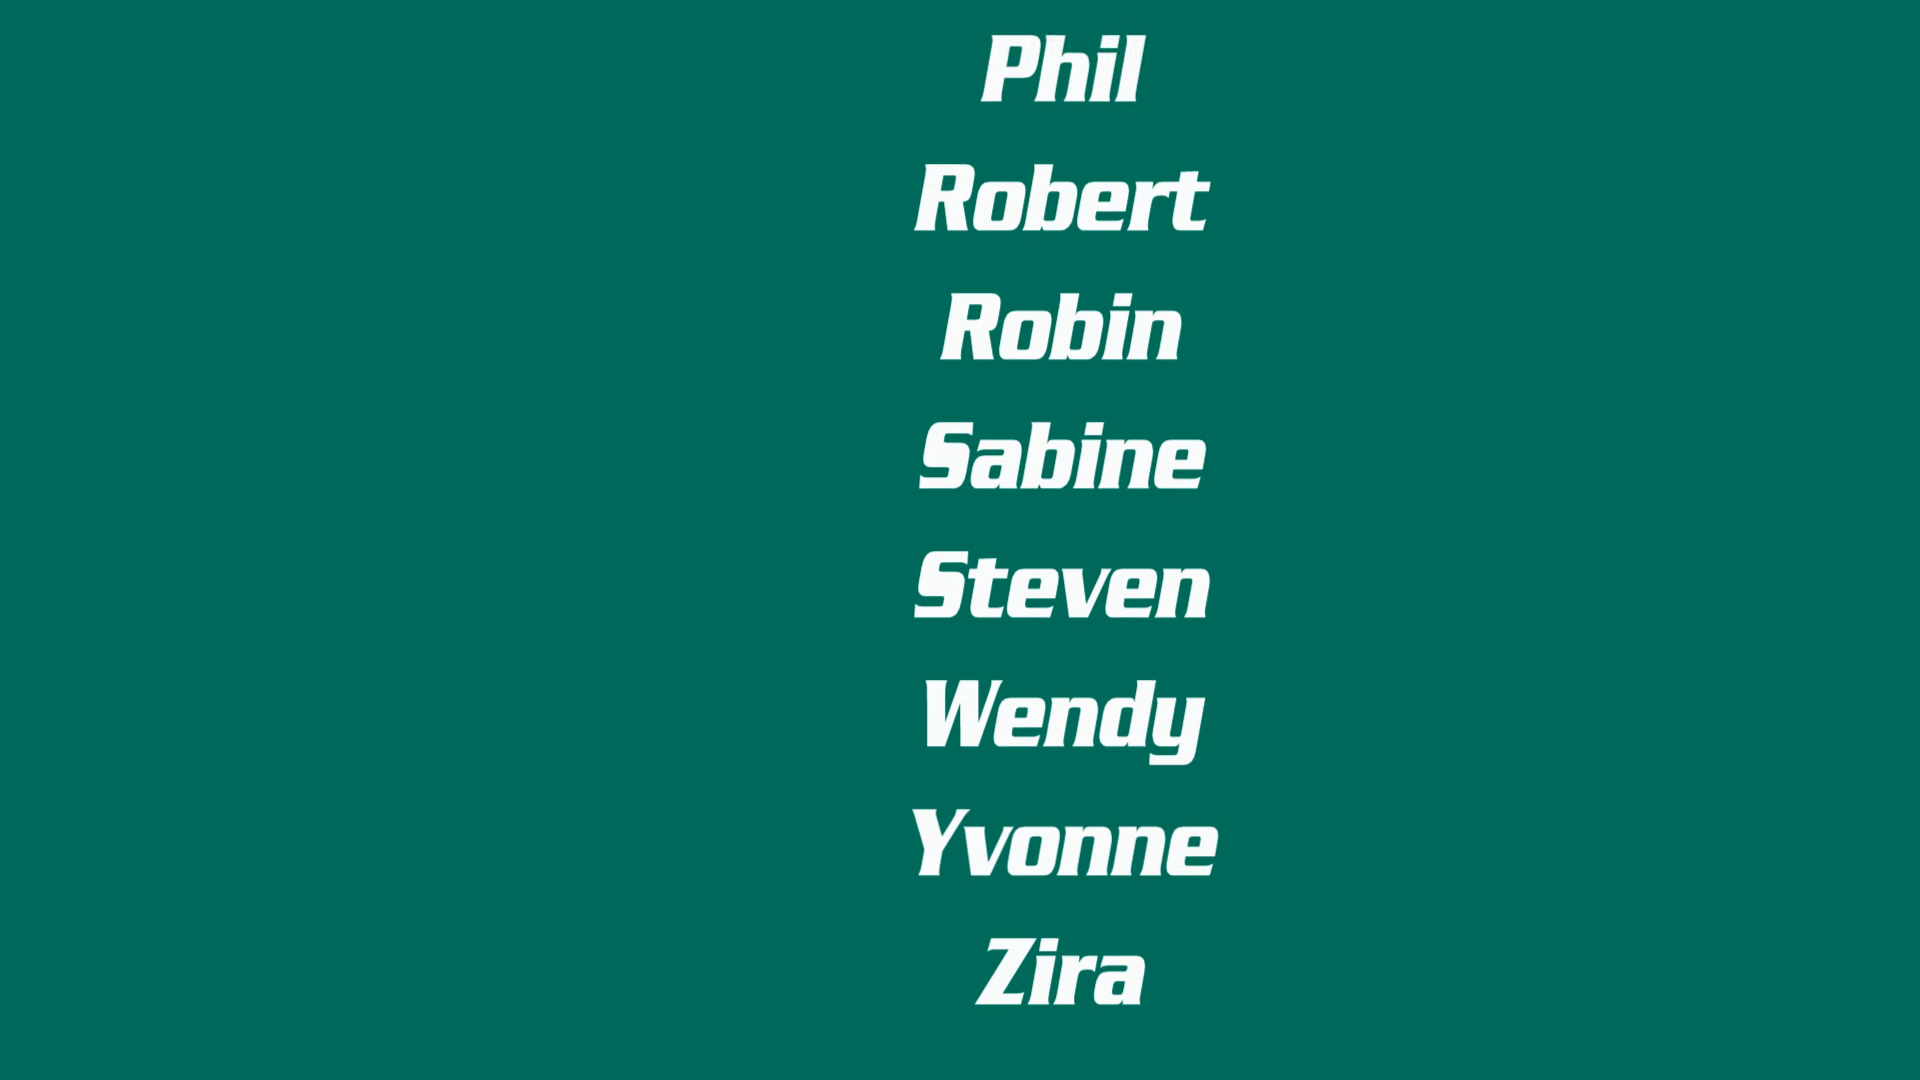 Phil
Robert
Robin
Sabine
Steven
Wendy
Yvonne
Zira